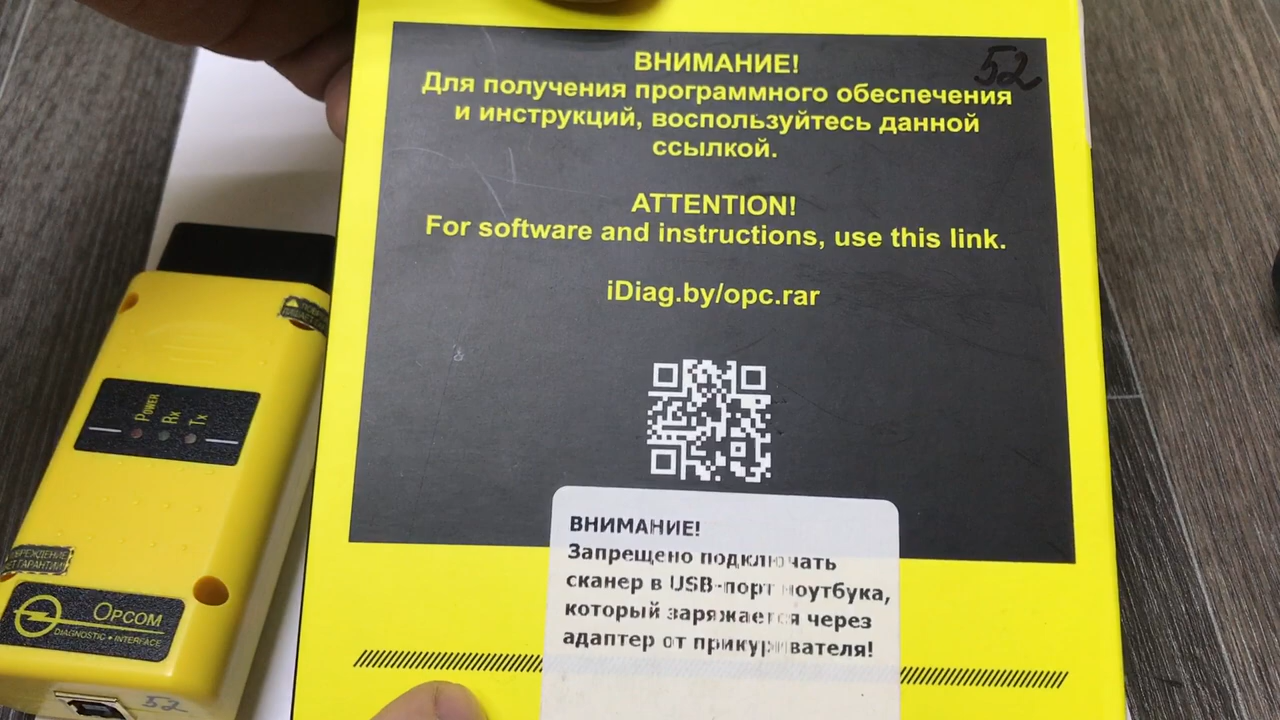 52
ВНИМАНИЕ!
Для получения программного обеспечения
и инструкций, воспользуйтесь данной
ссылкой.
ATTENTION!
For software and instructions, use this link.
iDiag.by/opc.rar
ВНИМАНИЕ!
Запрещено подключать
сканер в USB-порт ноутбука,
который заряжается через
адаптер от прикуривателя!
POWER
Rx
Tx
OPCOM
DIAGNOSTIC • INTERFACE
52